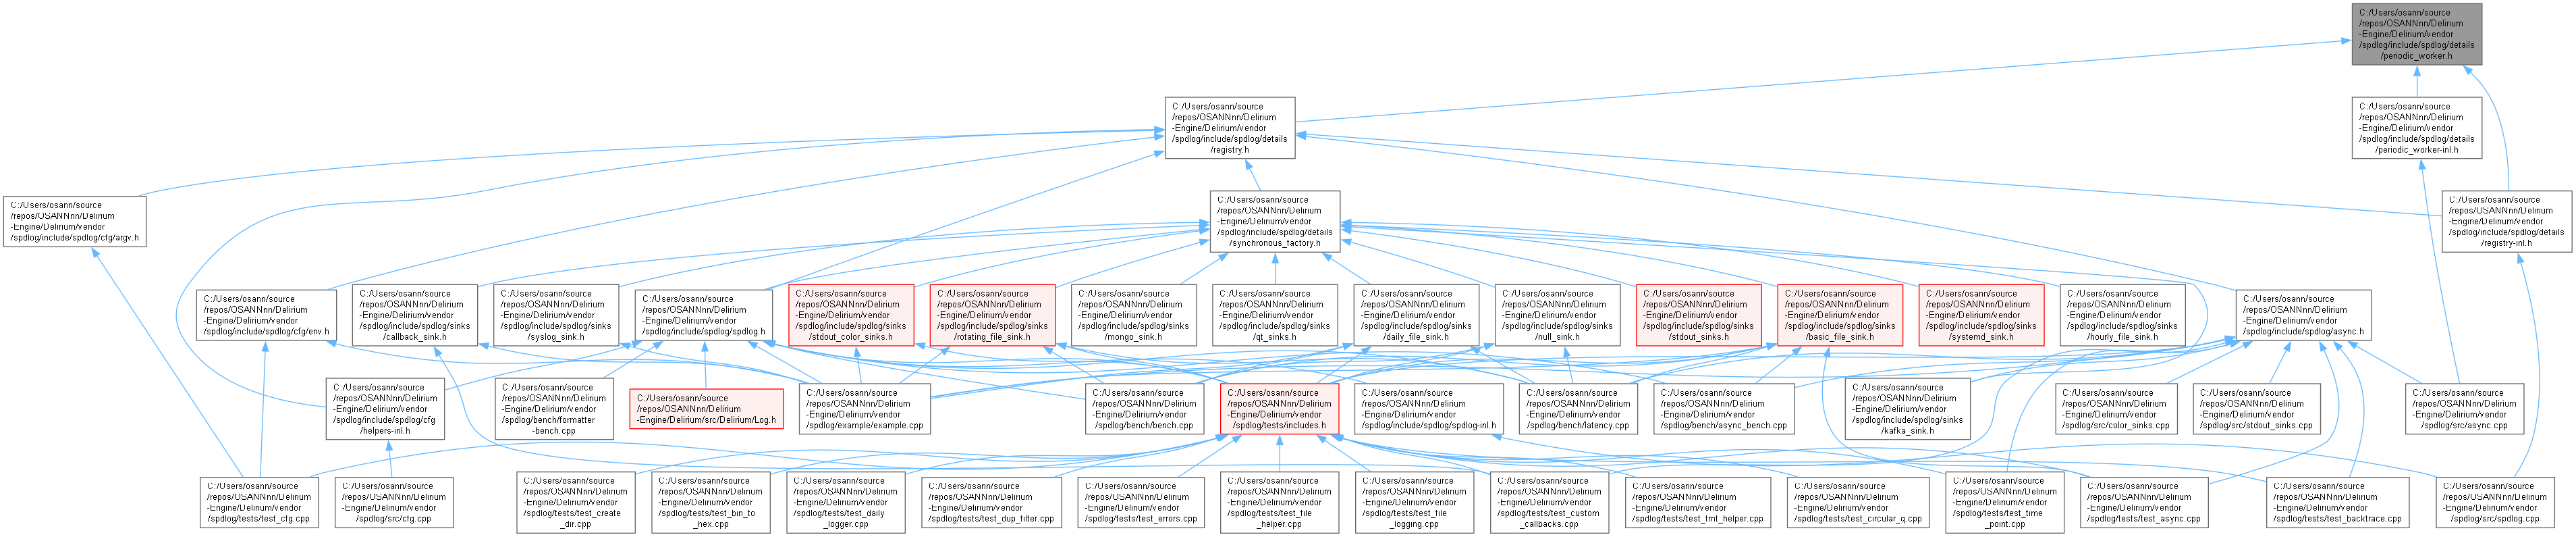 C:/Users/osann/source
/repos/OSANNnn/Delirium
-Engine/Delirium/vendor
/spdlog/include/spdlog/details
/periodic_worker.h
C:/Users/osann/source
/repos/OSANNnn/Delirium
-Engine/Delirium/vendor
/spdlog/include/spdlog/details
/registry.h
C:/Users/osann/source
/repos/OSANNnn/Delirium
-Engine/Delirium/vendor
/spdlog/include/spdlog/details
/periodic_worker-inl.h
C:/Users/osann/source
/repos/OSANNnn/Delirium
-Engine/Delirium/vendor
/spdlog/include/spdlog/cfg/argv.h
C:/Users/osann/source
/repos/OSANNnn/Delirium
-Engine/Delirium/vendor
/spdlog/include/spdlog/details
/synchronous_factory.h
C:/Users/osann/source
/repos/OSANNnn/Delirium
-Engine/Delirium/vendor
/spdlog/include/spdlog/details
/registry-inl.h
C:/Users/osann/source
/repos/OSANNnn/Delirium
-Engine/Delirium/vendor
/spdlog/include/spdlog/cfg/env.h
C:/Users/osann/source
/repos/OSANNnn/Delirium
-Engine/Delirium/vendor
/spdlog/include/spdlog/sinks
/callback_sink.h
C:/Users/osann/source
/repos/OSANNnn/Delirium
-Engine/Delirium/vendor
/spdlog/include/spdlog/sinks
/syslog_sink.h
C:/Users/osann/source
/repos/OSANNnn/Delirium
-Engine/Delirium/vendor
/spdlog/include/spdlog/spdlog.h
C:/Users/osann/source
/repos/OSANNnn/Delirium
-Engine/Delirium/vendor
/spdlog/include/spdlog/sinks
/stdout_color_sinks.h
C:/Users/osann/source
/repos/OSANNnn/Delirium
-Engine/Delirium/vendor
/spdlog/include/spdlog/sinks
/rotating_file_sink.h
C:/Users/osann/source
/repos/OSANNnn/Delirium
-Engine/Delirium/vendor
/spdlog/include/spdlog/sinks
/mongo_sink.h
C:/Users/osann/source
/repos/OSANNnn/Delirium
-Engine/Delirium/vendor
/spdlog/include/spdlog/sinks
/qt_sinks.h
C:/Users/osann/source
/repos/OSANNnn/Delirium
-Engine/Delirium/vendor
/spdlog/include/spdlog/sinks
/daily_file_sink.h
C:/Users/osann/source
/repos/OSANNnn/Delirium
-Engine/Delirium/vendor
/spdlog/include/spdlog/sinks
/null_sink.h
C:/Users/osann/source
/repos/OSANNnn/Delirium
-Engine/Delirium/vendor
/spdlog/include/spdlog/sinks
/stdout_sinks.h
C:/Users/osann/source
/repos/OSANNnn/Delirium
-Engine/Delirium/vendor
/spdlog/include/spdlog/sinks
/basic_file_sink.h
C:/Users/osann/source
/repos/OSANNnn/Delirium
-Engine/Delirium/vendor
/spdlog/include/spdlog/sinks
/systemd_sink.h
C:/Users/osann/source
/repos/OSANNnn/Delirium
-Engine/Delirium/vendor
/spdlog/include/spdlog/sinks
/hourly_file_sink.h
C:/Users/osann/source
/repos/OSANNnn/Delirium
-Engine/Delirium/vendor
/spdlog/include/spdlog/async.h
C:/Users/osann/source
/repos/OSANNnn/Delirium
-Engine/Delirium/vendor
/spdlog/include/spdlog/cfg
/helpers-inl.h
C:/Users/osann/source
/repos/OSANNnn/Delirium
-Engine/Delirium/vendor
/spdlog/bench/formatter
-bench.cpp
C:/Users/osann/source
/repos/OSANNnn/Delirium
-Engine/Delirium/src/Delirium/Log.h
C:/Users/osann/source
/repos/OSANNnn/Delirium
-Engine/Delirium/vendor
/spdlog/example/example.cpp
C:/Users/osann/source
/repos/OSANNnn/Delirium
-Engine/Delirium/vendor
/spdlog/bench/bench.cpp
C:/Users/osann/source
/repos/OSANNnn/Delirium
-Engine/Delirium/vendor
/spdlog/tests/includes.h
C:/Users/osann/source
/repos/OSANNnn/Delirium
-Engine/Delirium/vendor
/spdlog/include/spdlog/spdlog-inl.h
C:/Users/osann/source
/repos/OSANNnn/Delirium
-Engine/Delirium/vendor
/spdlog/bench/latency.cpp
C:/Users/osann/source
/repos/OSANNnn/Delirium
-Engine/Delirium/vendor
/spdlog/bench/async_bench.cpp
C:/Users/osann/source
/repos/OSANNnn/Delirium
-Engine/Delirium/vendor
/spdlog/include/spdlog/sinks
/kafka_sink.h
C:/Users/osann/source
/repos/OSANNnn/Delirium
-Engine/Delirium/vendor
/spdlog/src/color_sinks.cpp
C:/Users/osann/source
/repos/OSANNnn/Delirium
-Engine/Delirium/vendor
/spdlog/src/stdout_sinks.cpp
C:/Users/osann/source
/repos/OSANNnn/Delirium
-Engine/Delirium/vendor
/spdlog/src/async.cpp
C:/Users/osann/source
/repos/OSANNnn/Delirium
-Engine/Delirium/vendor
/spdlog/tests/test_cfg.cpp
C:/Users/osann/source
/repos/OSANNnn/Delirium
-Engine/Delirium/vendor
/spdlog/src/cfg.cpp
C:/Users/osann/source
/repos/OSANNnn/Delirium
-Engine/Delirium/vendor
/spdlog/tests/test_create
_dir.cpp
C:/Users/osann/source
/repos/OSANNnn/Delirium
-Engine/Delirium/vendor
/spdlog/tests/test_bin_to
_hex.cpp
C:/Users/osann/source
/repos/OSANNnn/Delirium
-Engine/Delirium/vendor
/spdlog/tests/test_daily
_logger.cpp
C:/Users/osann/source
/repos/OSANNnn/Delirium
-Engine/Delirium/vendor
/spdlog/tests/test_dup_filter.cpp
C:/Users/osann/source
/repos/OSANNnn/Delirium
-Engine/Delirium/vendor
/spdlog/tests/test_errors.cpp
C:/Users/osann/source
/repos/OSANNnn/Delirium
-Engine/Delirium/vendor
/spdlog/tests/test_file
_helper.cpp
C:/Users/osann/source
/repos/OSANNnn/Delirium
-Engine/Delirium/vendor
/spdlog/tests/test_file
_logging.cpp
C:/Users/osann/source
/repos/OSANNnn/Delirium
-Engine/Delirium/vendor
/spdlog/tests/test_custom
_callbacks.cpp
C:/Users/osann/source
/repos/OSANNnn/Delirium
-Engine/Delirium/vendor
/spdlog/tests/test_fmt_helper.cpp
C:/Users/osann/source
/repos/OSANNnn/Delirium
-Engine/Delirium/vendor
/spdlog/tests/test_circular_q.cpp
C:/Users/osann/source
/repos/OSANNnn/Delirium
-Engine/Delirium/vendor
/spdlog/tests/test_time
_point.cpp
C:/Users/osann/source
/repos/OSANNnn/Delirium
-Engine/Delirium/vendor
/spdlog/tests/test_async.cpp
C:/Users/osann/source
/repos/OSANNnn/Delirium
-Engine/Delirium/vendor
/spdlog/tests/test_backtrace.cpp
C:/Users/osann/source
/repos/OSANNnn/Delirium
-Engine/Delirium/vendor
/spdlog/src/spdlog.cpp